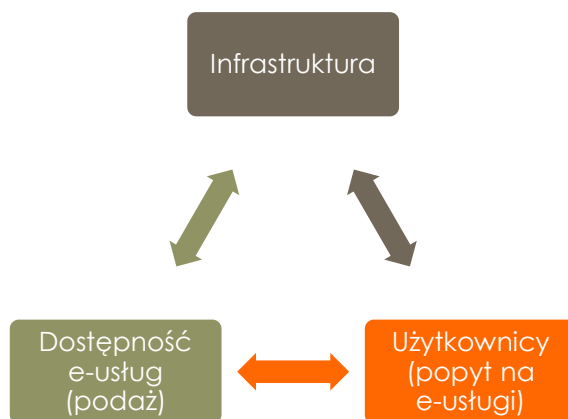 Infrastruktura
Dostępność
e-usług
(podaż)
Użytkownicy
(popyt na
e-usługi)